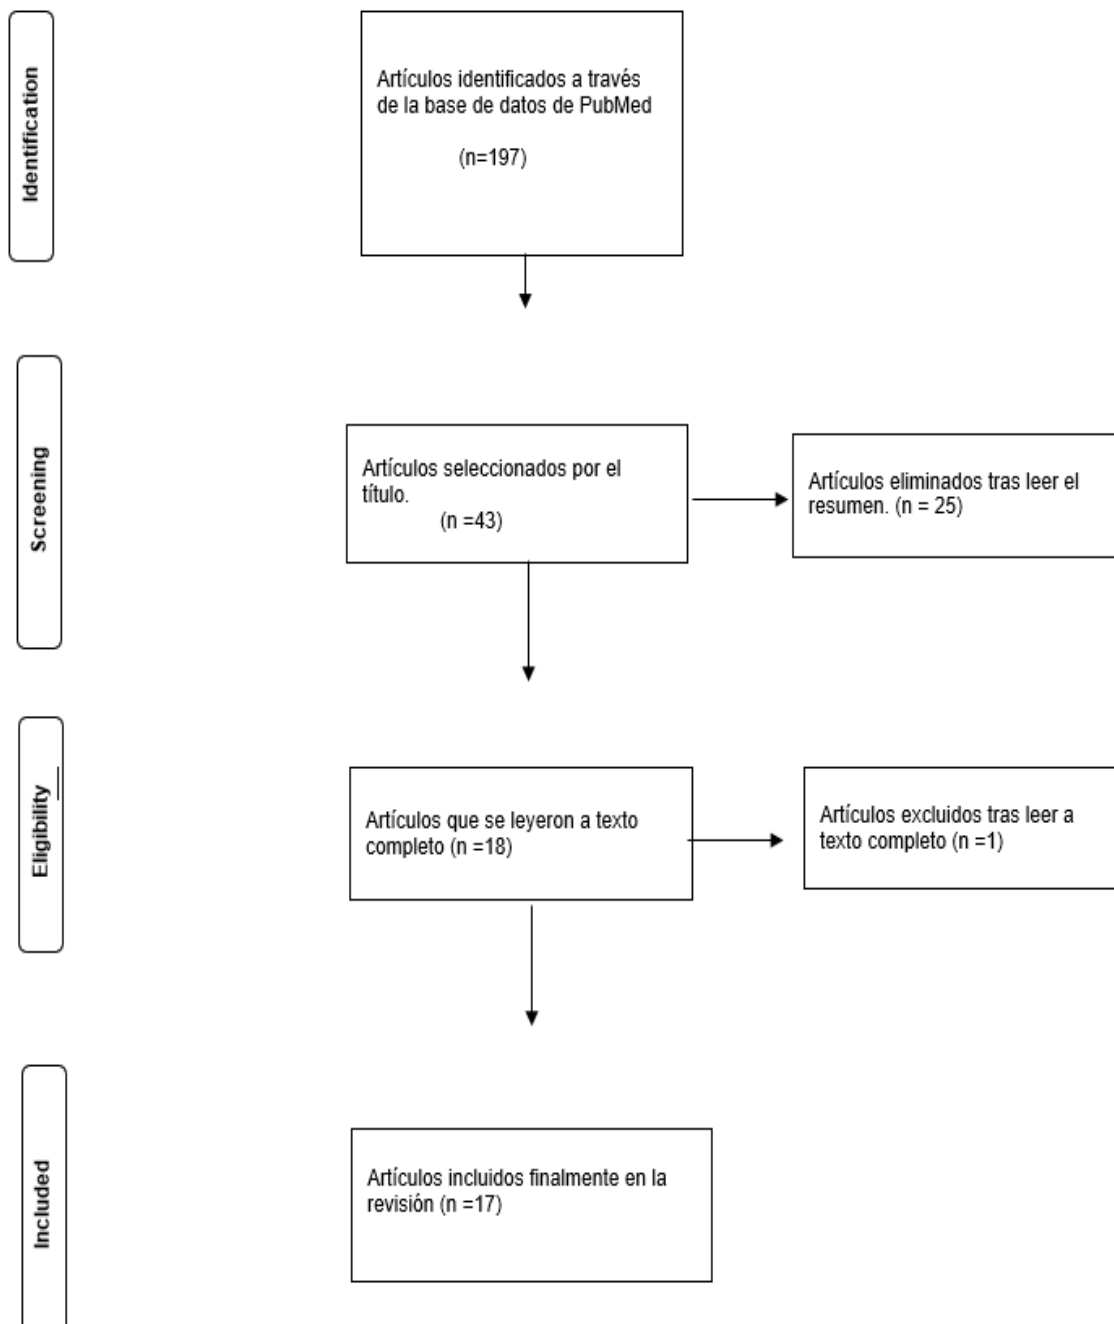 Identification
Artículos identificados a través
de la base de datos de PubMed
(n=197)
Screening
Artículos seleccionados por el
título.
(n =43)
Artículos eliminados tras leer el
resumen. (n = 25)
Eligibility
Artículos que se leyeron a texto
completo (n =18)
Artículos excluidos tras leer a
texto completo (n =1)
Included
Artículos incluidos finalmente en la
revisión (n =17)